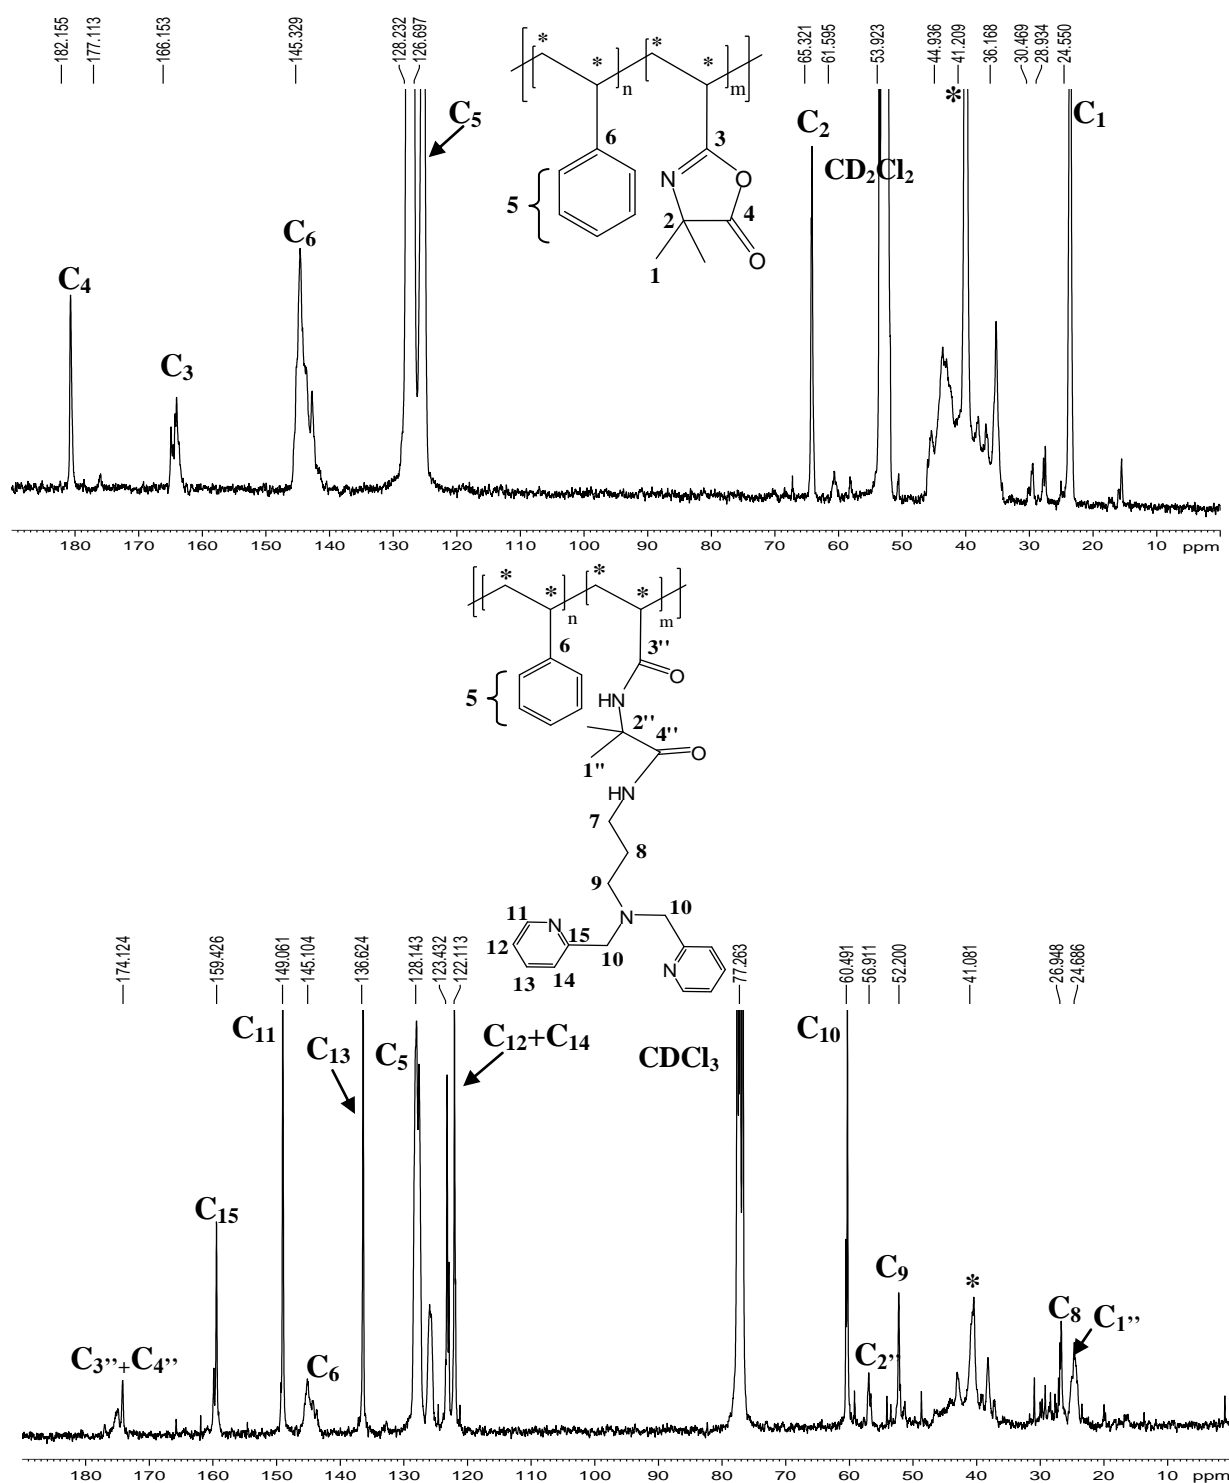 182.155 177.113 166.153 145.329 128.232 126.697 65.321 61.595 53.923 44.936 41.209 36.168 30.469 28.934 24.550
* * * *
n m
C5 6 3 C2 * C1
N O CD2Cl2
5 { 2 4
C6
1 O
C4
C3
180 170 160 150 140 130 120 110 100 90 80 70 60 50 40 30 20 10 ppm
* * * *
n m
6 3''
O
5 { HN
2'' 4''
O
1''
HN
7
8
9
11 N 15 N 10
12 10
13 14 N
174.124 159.426 149.061 145.104 136.624 128.143 123.432 122.113 77.263 60.491 56.911 52.200 41.081 26.948 24.686
C11 C13 C5 C12+C14 CDCl3 C10
C15 C9 *
C8 C1’’
C3’’+C4’’ C6 C2’’
180 170 160 150 140 130 120 110 100 90 80 70 60 50 40 30 20 10 ppm